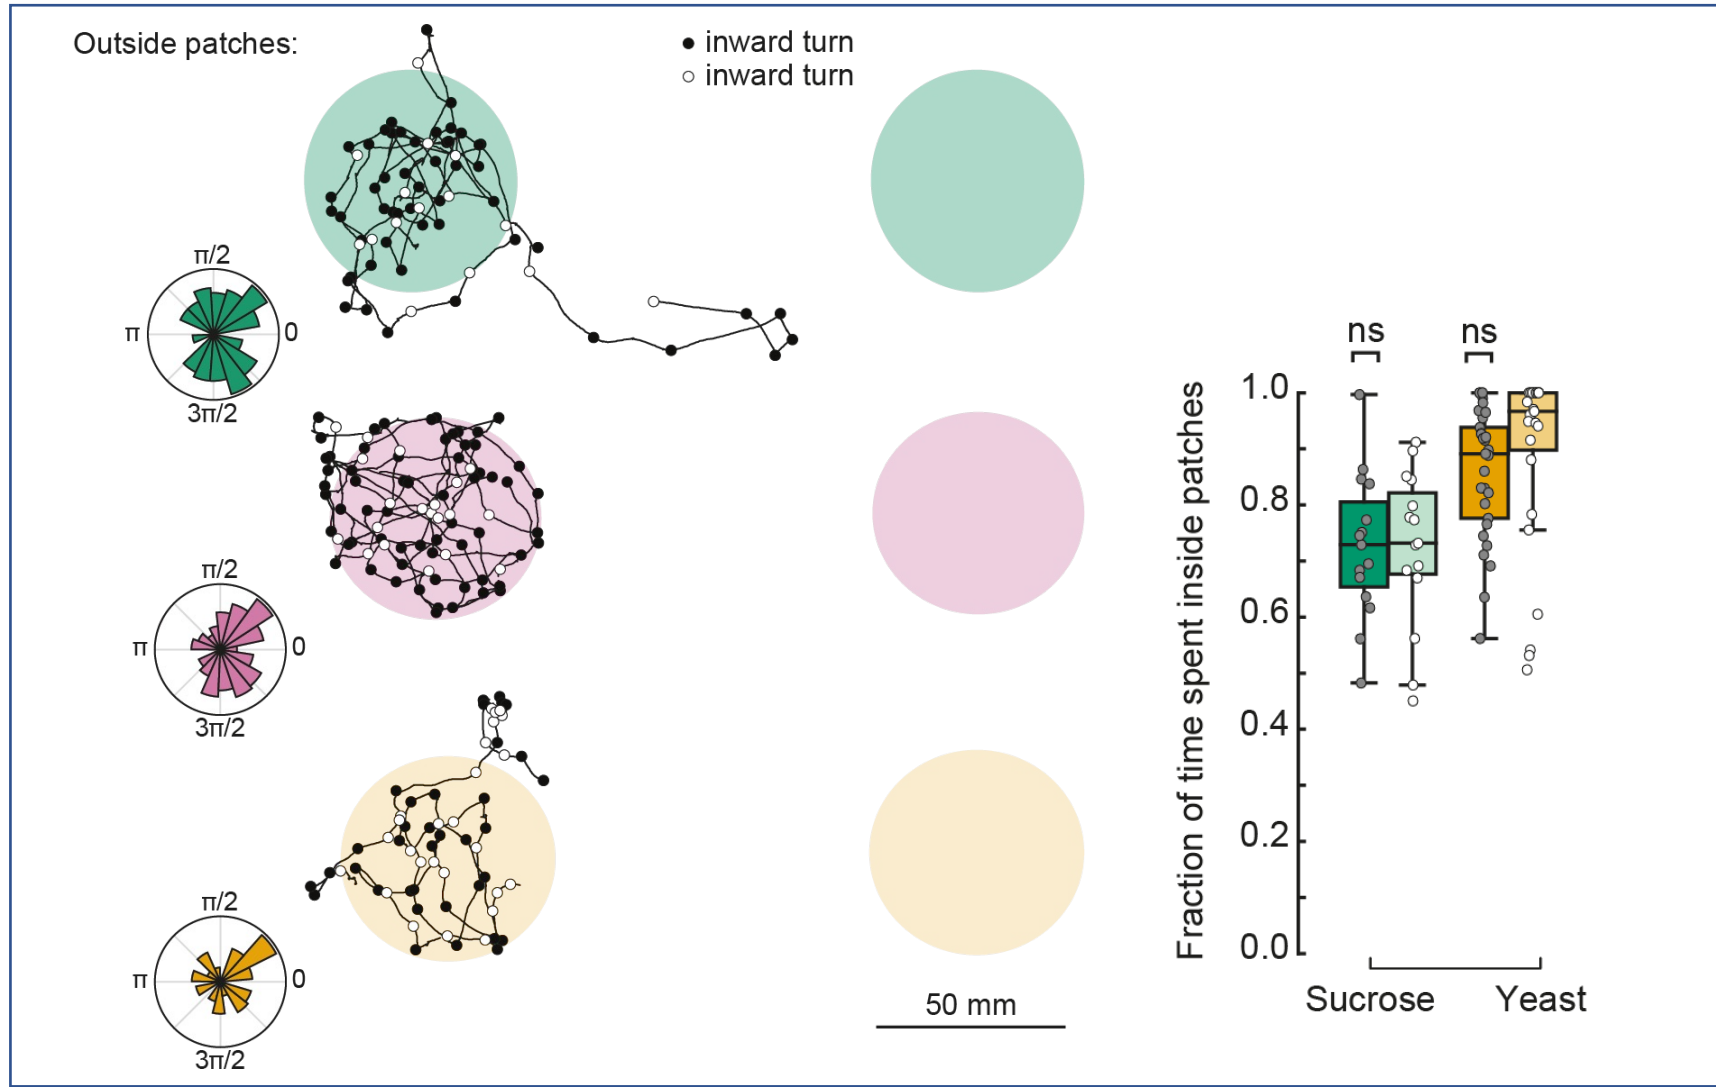 Outside patches:
inward turn
inward turn
π/2
π
0
3π/2
π/2
π
0
3π/2
π/2
π
0
3π/2
50 mm
ns
ns
Fraction of time spent inside patches
1.0
0.8
0.6
0.4
0.2
0.0
Sucrose
Yeast